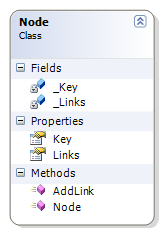 Node
Class
Fields
_Key
_Links
Properties
Key
Links
Methods
AddLink
Node